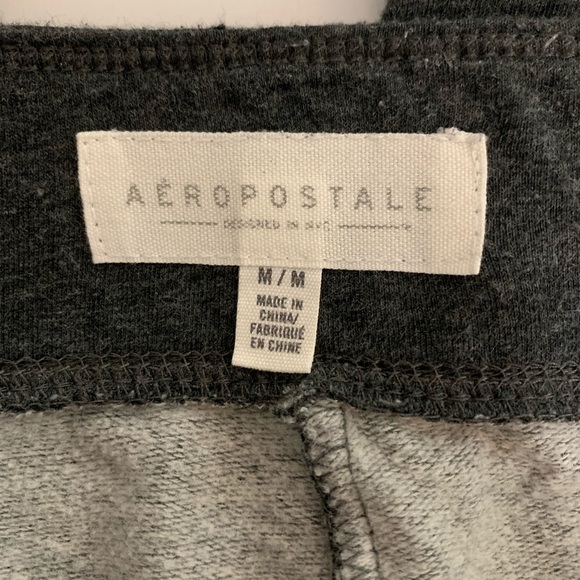 AÉROPOSTALE
DESIGNED IN NYC
M / M
MADE IN
CHINA/
FABRIQUÉ
EN CHINE